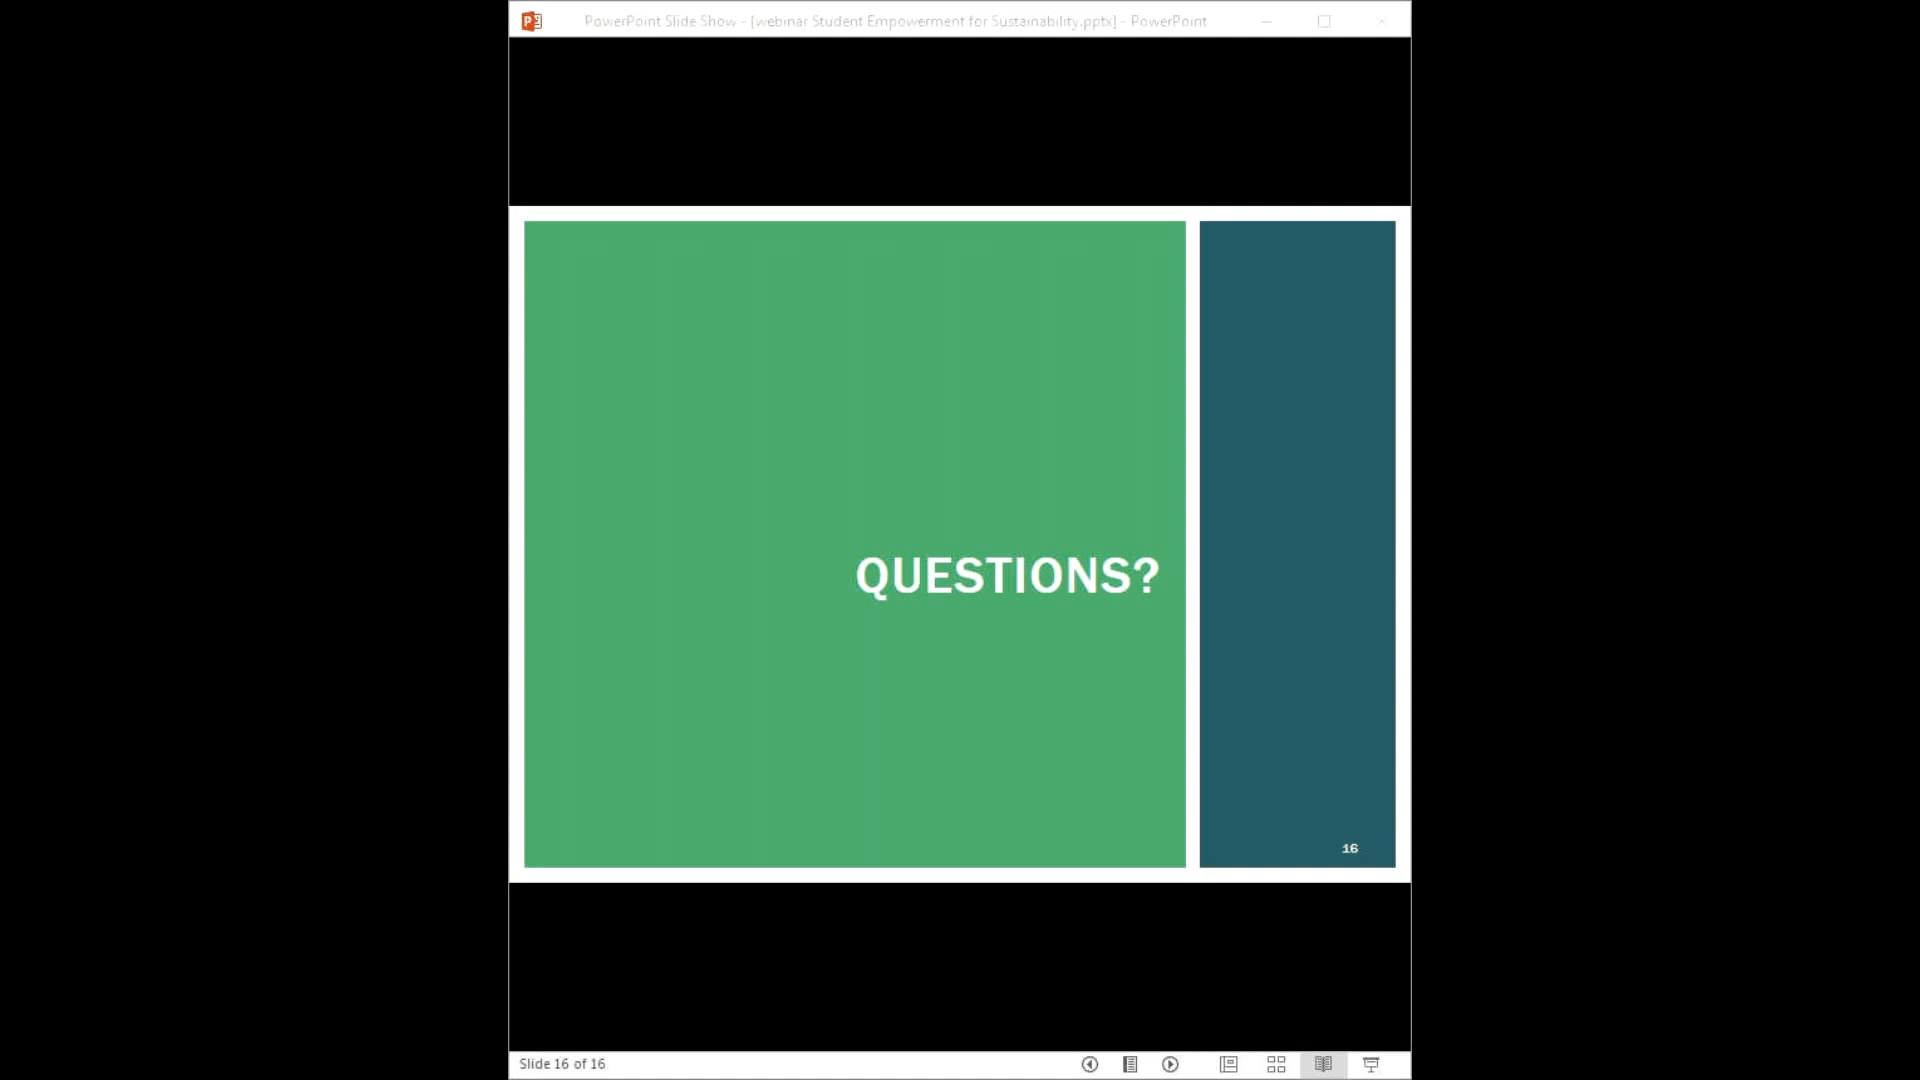 PowerPoint Slide Show - [webinar Student Empowerment for Sustainability.pptx] - PowerPoint
QUESTIONS?
16
Slide 16 of 16